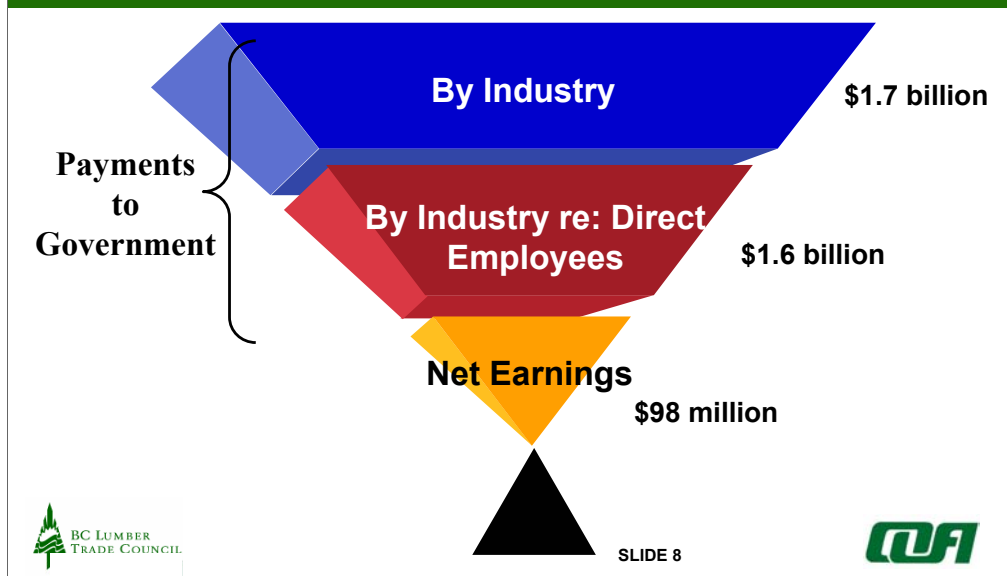 By Industry
$1.7 billion
Payments
to
Government
By Industry re: Direct
Employees
$1.6 billion
Net Earnings
$98 million
BC LUMBER
TRADE COUNCIL
SLIDE 8